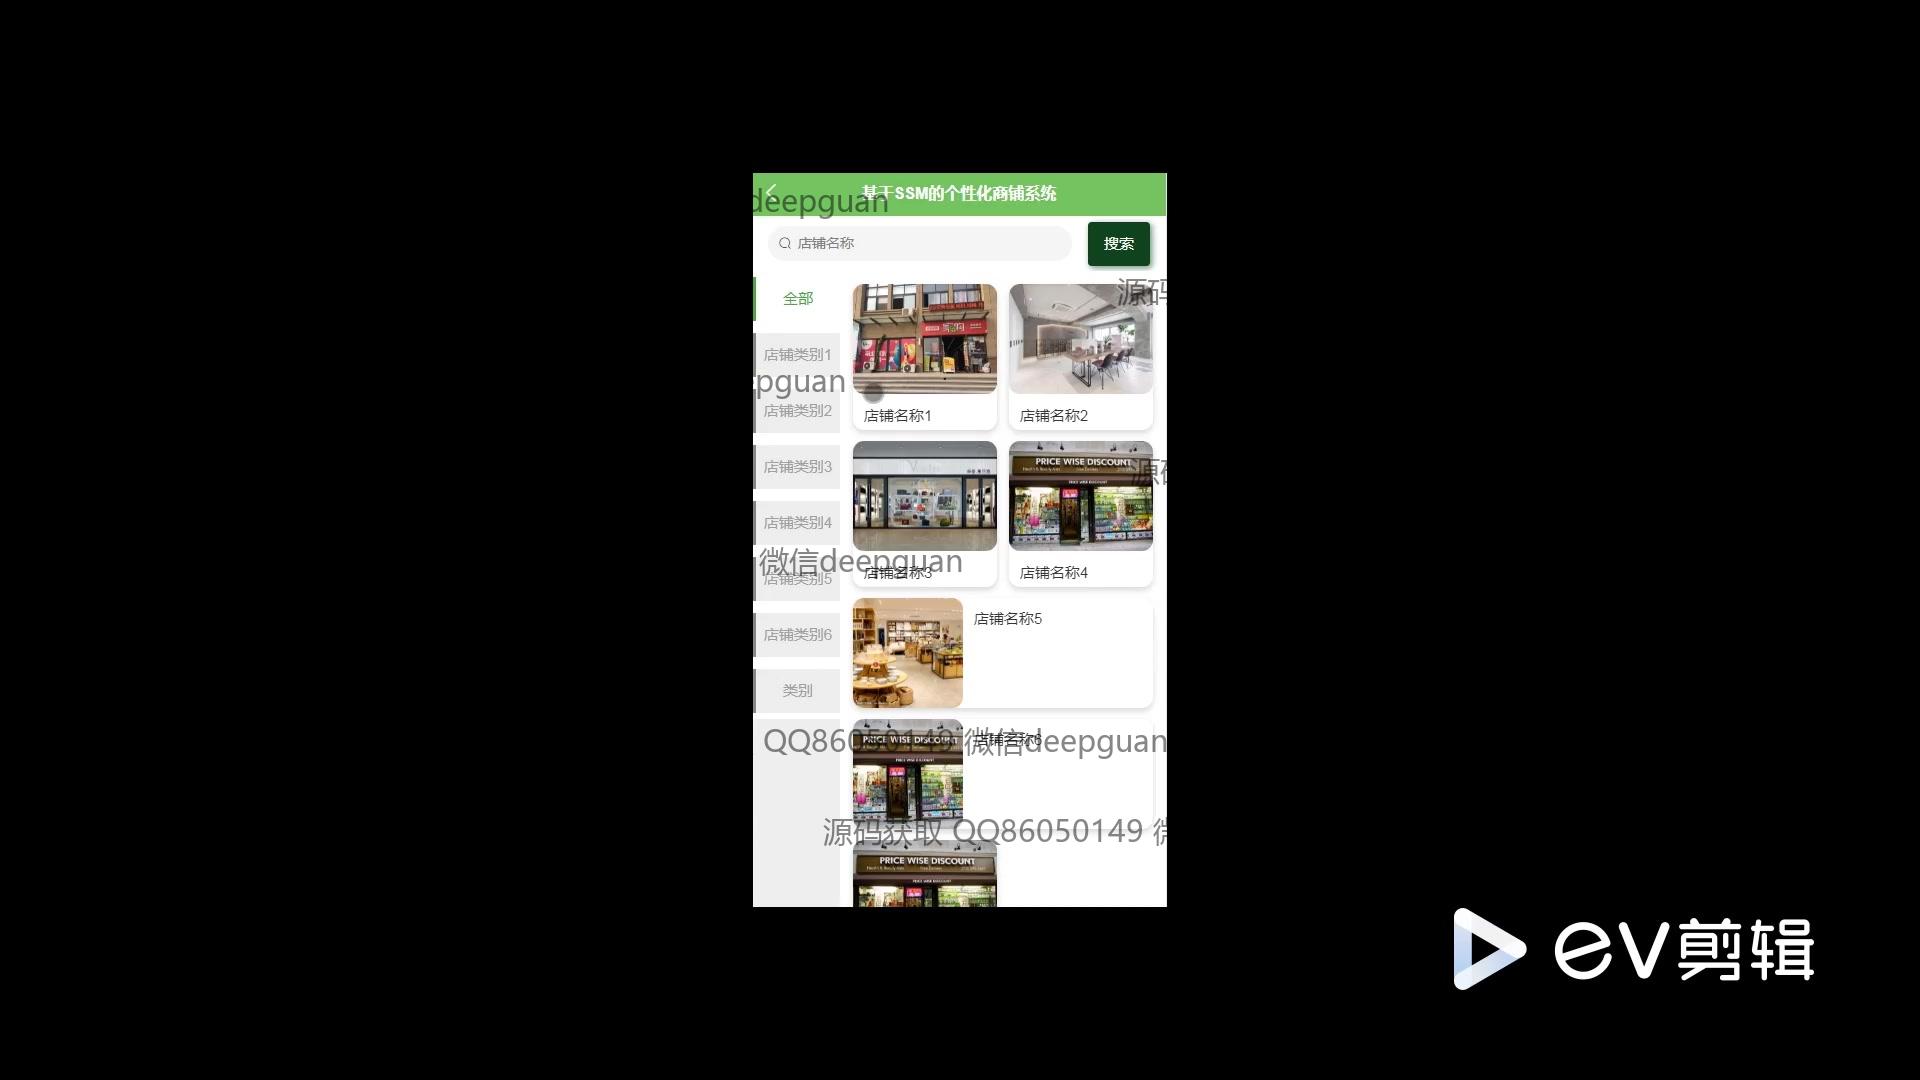 基于SSM的个性化商铺系统
deepguan
店铺名称
搜索
全部
源码
店铺类别1
pguan
店铺类别2
店铺名称1
店铺名称2
店铺类别3
PRICE WISE DISCOUNT
店铺类别4
微信deepguan
店铺类别5
店铺名称3
店铺名称4
店铺名称5
店铺类别6
类别
QQ86050149 微信deepguan
PRICE WISE DISCOUNT
店铺名称6
源码获取 QQ86050149
PRICE WISE DISCOUNT
ev剪辑